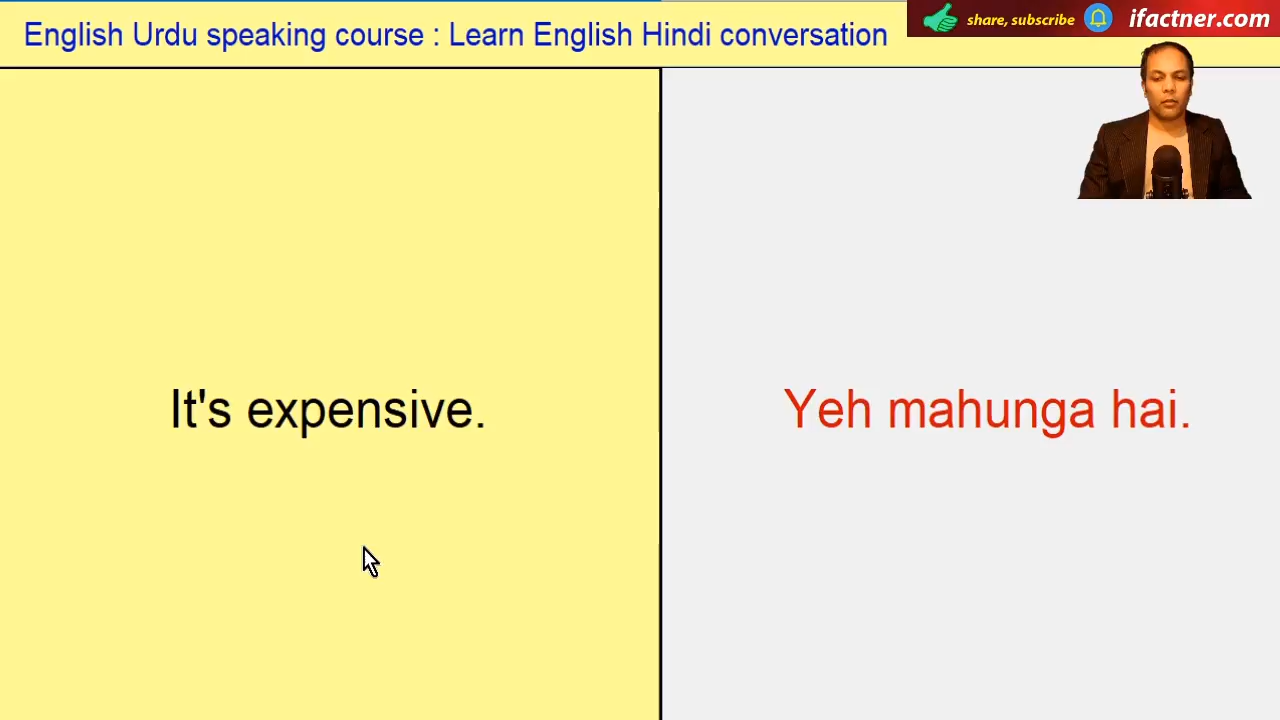 English Urdu speaking course : Learn English Hindi conversation
share, subscribe
ifactner.com
It's expensive.
Yeh mahunga hai.